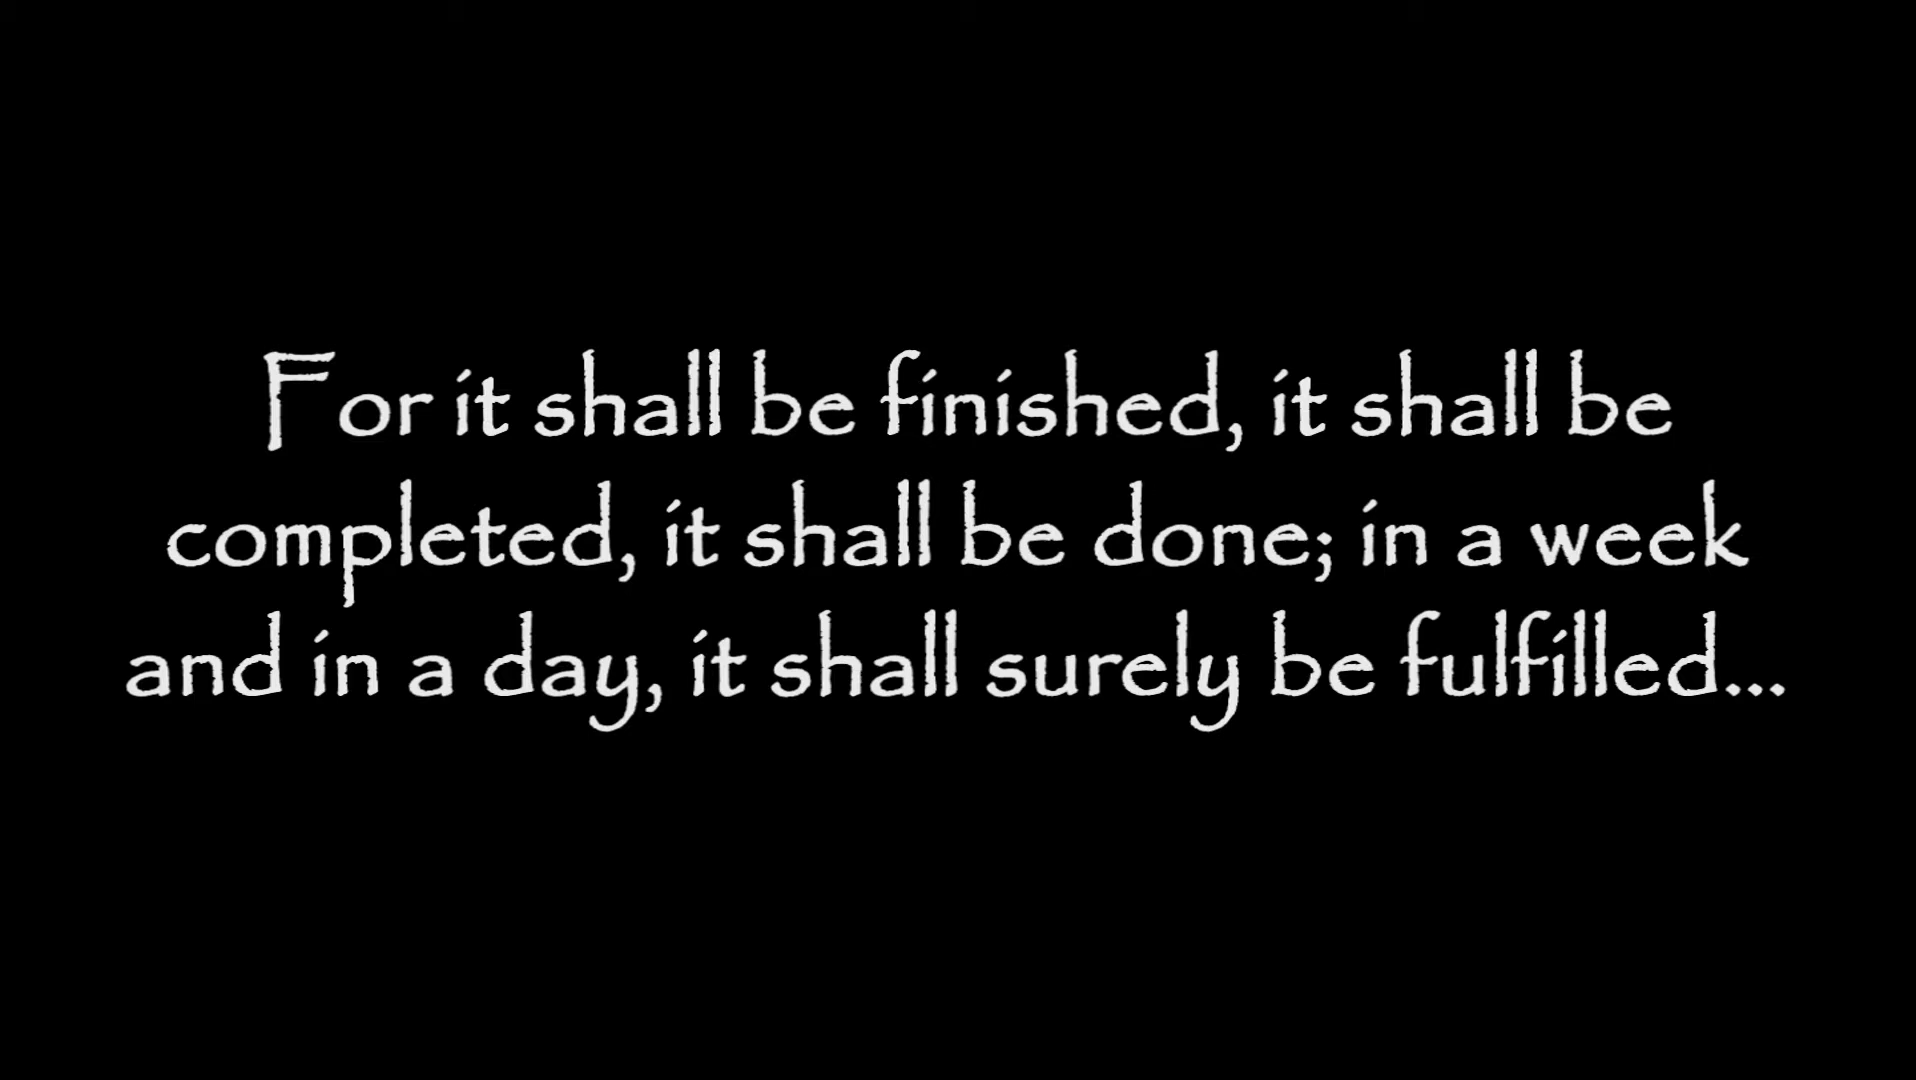 For it shall be finished, it shall be
completed, it shall be done; in a week
and in a day, it shall surely be fulfilled...